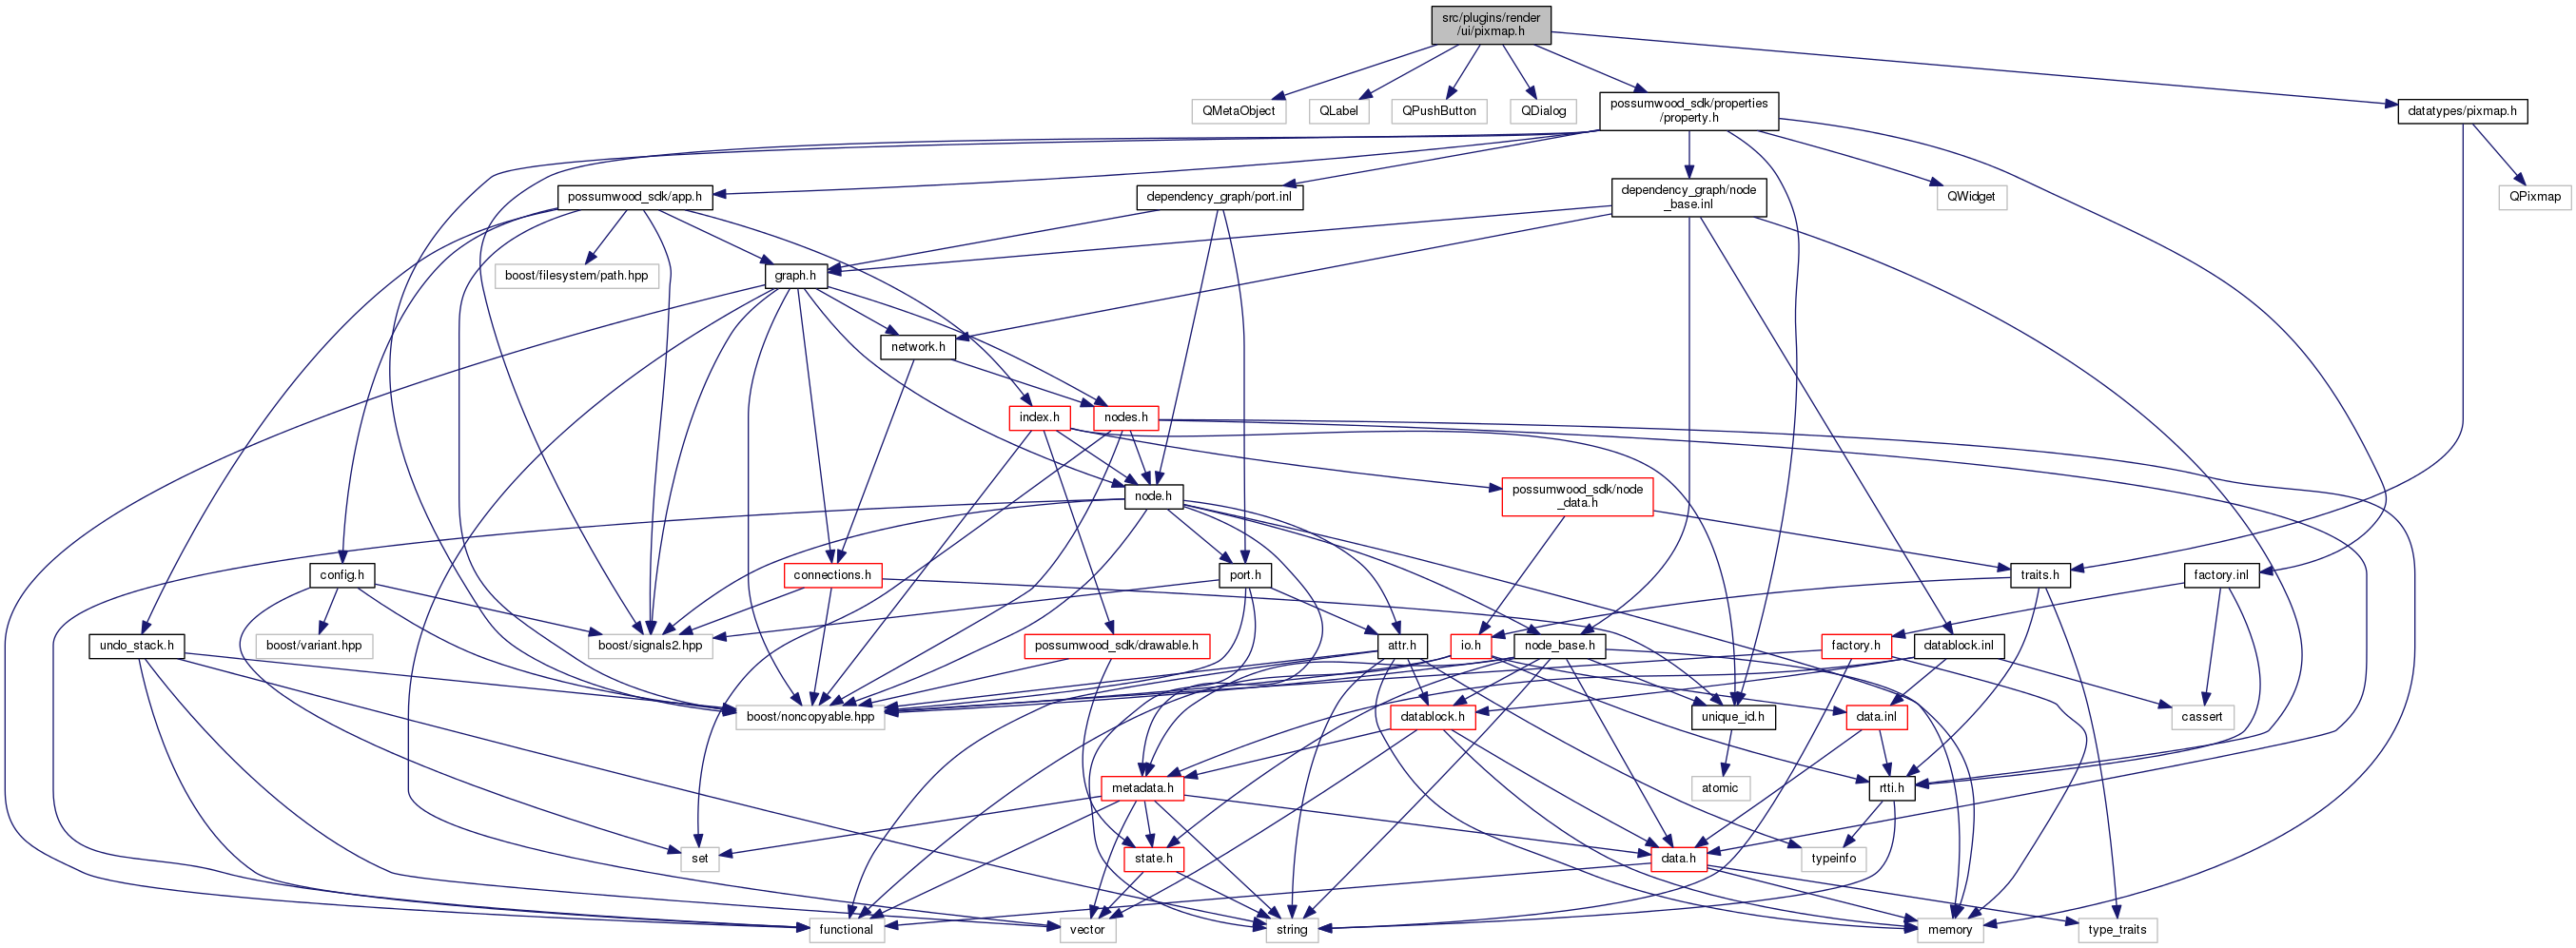 src/plugins/render
/ui/pixmap.h
QMetaObject
QLabel
QPushButton
QDialog
possumwood_sdk/properties
/property.h
datatypes/pixmap.h
possumwood_sdk/app.h
dependency_graph/port.inl
dependency_graph/node
_base.inl
QWidget
QPixmap
boost/filesystem/path.hpp
graph.h
network.h
index.h
nodes.h
node.h
possumwood_sdk/node
_data.h
config.h
connections.h
port.h
traits.h
factory.inl
undo_stack.h
boost/variant.hpp
boost/signals2.hpp
possumwood_sdk/drawable.h
attr.h
io.h
node_base.h
factory.h
datablock.inl
boost/noncopyable.hpp
datablock.h
unique_id.h
data.inl
cassert
metadata.h
atomic
rtti.h
set
state.h
data.h
typeinfo
functional
vector
string
memory
type_traits